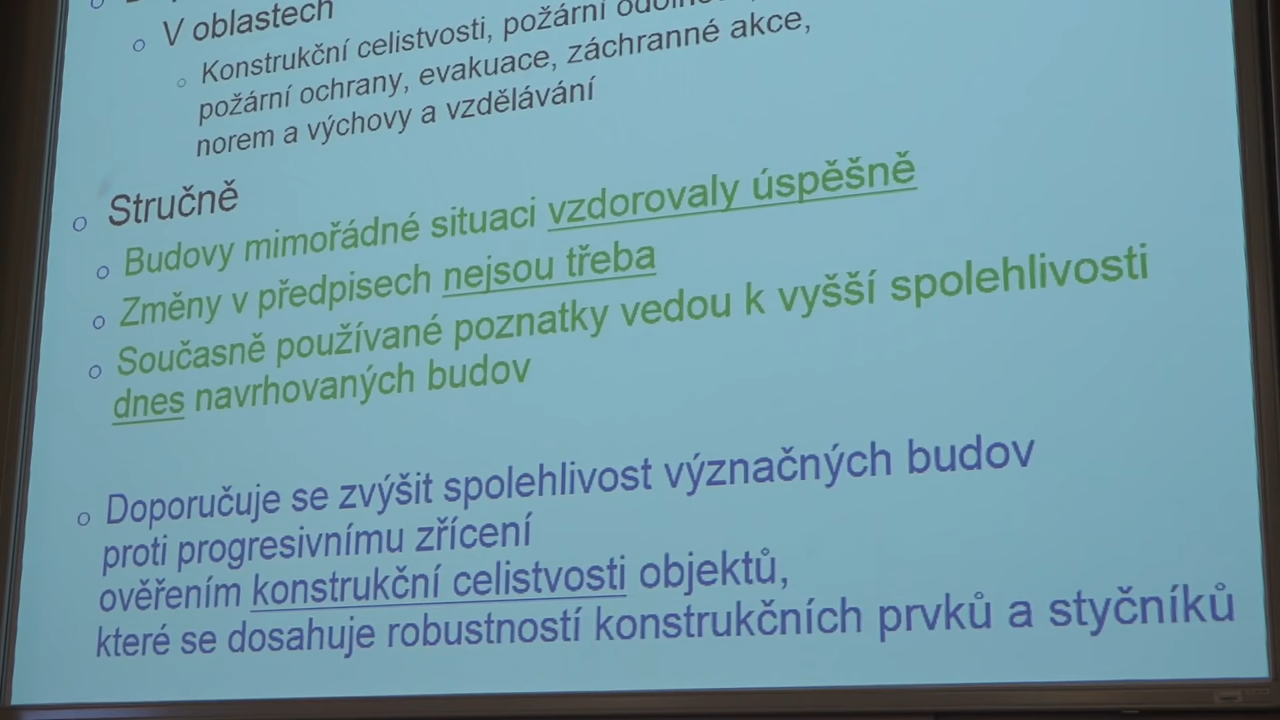 V oblastech
Konstrukční celistvosti, požární
požární ochrany, evakuace, záchranné akce,
norem a výchovy a vzdělávání
Stručně
Budovy mimořádné situaci vzdorovaly úspěšně
Změny v předpisech nejsou třeba
Současně používané poznatky vedou k vyšší spolehlivosti
dnes navrhovaných budov
Doporučuje se zvýšit spolehlivost význačných budov
proti progresivnímu zřícení
ověřením konstrukční celistvosti objektů,
které se dosahuje robustností konstrukčních prvků a styčníků